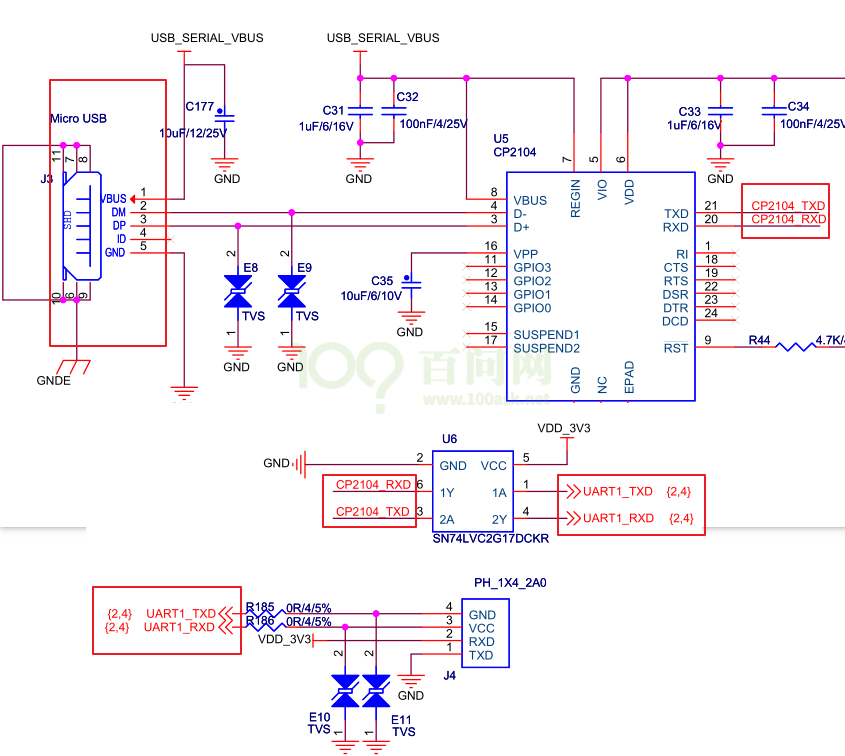 USB_SERIAL_VBUS
USB_SERIAL_VBUS
C177
10uF/12/25V
GND
Micro USB
J3
11
7
8
SHD
VBUS 1
DM 2
DP 3
ID 4
GND 5
10
6
9
GNDE
C31
1uF/6/16V
C32
100nF/4/25V
GND
C33
1uF/6/16V
C34
100nF/4/25V
GND
U5
CP2104
7
5
6
REGIN
VIO
VDD
8 VBUS
4 D-
3 D+
16 VPP
11 GPIO3
12 GPIO2
13 GPIO1
14 GPIO0
15 SUSPEND1
17 SUSPEND2
GND
NC
EPAD
TXD 21 CP2104_TXD
RXD 20 CP2104_RXD
RI 1
CTS 18
RTS 19
DSR 22
DTR 23
DCD 24
RST 9
R44
4.7K/4
2
E8
TVS
1
GND
2
E9
TVS
1
GND
C35
10uF/6/10V
GND
100?
百问网
www.100ask.net
U6
VDD_3V3
GND
2 GND
VCC 5
CP2104_RXD 6 1Y
1A 1 UART1_TXD {2,4}
CP2104_TXD 3 2A
2Y 4 UART1_RXD {2,4}
SN74LVC2G17DCKR
PH_1X4_2A0
{2,4} UART1_TXD R185 0R/4/5%
{2,4} UART1_RXD R186 0R/4/5%
VDD_3V3
4 GND
3 VCC
2 RXD
1 TXD
J4
GND
2
2
E10
TVS
1
E11
TVS
1